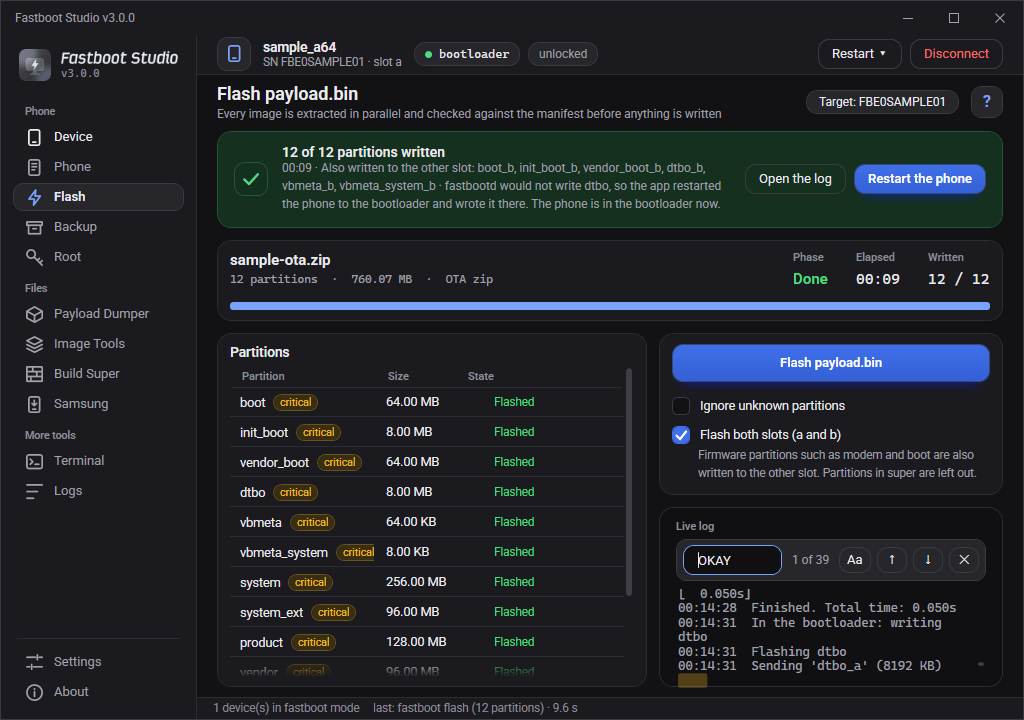 Fastboot Studio v3.0.0
Fastboot Studio
v3.0.0
Phone
Device
Phone
Flash
Backup
Root
Files
Payload Dumper
Image Tools
Build Super
Samsung
More tools
Terminal
Logs
Settings
About
sample_a64
SN FBE0SAMPLE01 · slot a
bootloader
unlocked
Restart ▾
Disconnect
Flash payload.bin
Every image is extracted in parallel and checked against the manifest before anything is written
Target: FBE0SAMPLE01
?
12 of 12 partitions written
00:09 · Also written to the other slot: boot_b, init_boot_b, vendor_boot_b, dtbo_b,
vbmeta_b, vbmeta_system_b · fastbootd would not write dtbo, so the app restarted
the phone to the bootloader and wrote it there. The phone is in the bootloader now.
Open the log
Restart the phone
sample-ota.zip
12 partitions · 760.07 MB · OTA zip
Phase Elapsed Written
Done 00:09 12 / 12
Partitions
Partition Size State
boot critical 64.00 MB Flashed
init_boot critical 8.00 MB Flashed
vendor_boot critical 64.00 MB Flashed
dtbo critical 8.00 MB Flashed
vbmeta critical 64.00 KB Flashed
vbmeta_system critical 8.00 KB Flashed
system critical 256.00 MB Flashed
system_ext critical 96.00 MB Flashed
product critical 128.00 MB Flashed
vendor critical 96.00 MB Flashed
Flash payload.bin
Ignore unknown partitions
Flash both slots (a and b)
Firmware partitions such as modem and boot are also
written to the other slot. Partitions in super are left out.
Live log
OKAY 1 of 39 Aa ↑ ↓ ✕
[ 0.050s]
00:14:28 Finished. Total time: 0.050s
00:14:31 In the bootloader: writing
dtbo
00:14:31 Flashing dtbo
00:14:31 Sending 'dtbo_a' (8192 KB)
1 device(s) in fastboot mode last: fastboot flash (12 partitions) · 9.6 s